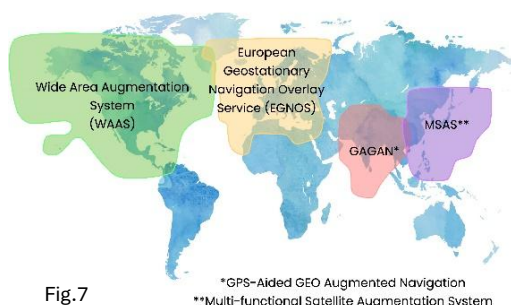 Wide Area Augmentation
System
(WAAS)
European
Geostationary
Navigation Overlay
Service (EGNOS)
GAGAN*
MSAS**
Fig.7
*GPS-Aided GEO Augmented Navigation
**Multi-functional Satellite Augmentation System